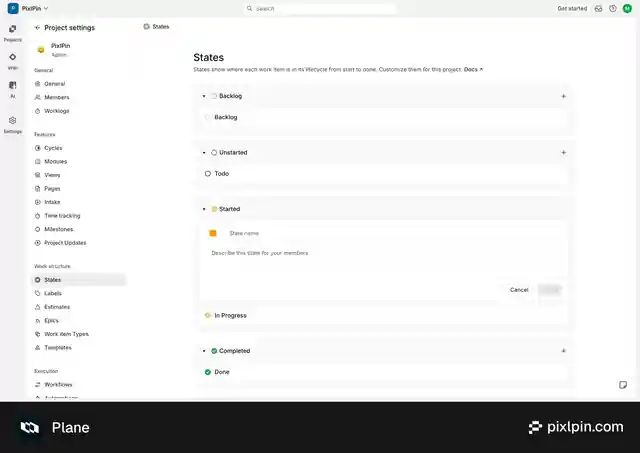 PixlPin
Search
Get started
M
P
Projects
Wiki
AI
Settings
Project settings
PixlPin
Admin
General
General
Members
Worklogs
Features
Cycles
Modules
Views
Pages
Intake
Time tracking
Milestones
Project Updates
Work structure
States
Labels
Estimates
Epics
Work item Types
Templates
Execution
Workflows
Automations
States
States
States show where each work item is in its lifecycle from start to done. Customize them for this project. Docs ↗
Backlog
Backlog
Unstarted
Todo
Started
State name
Describe this state for your members
Cancel
In Progress
Completed
Done
Plane
pixlpin.com